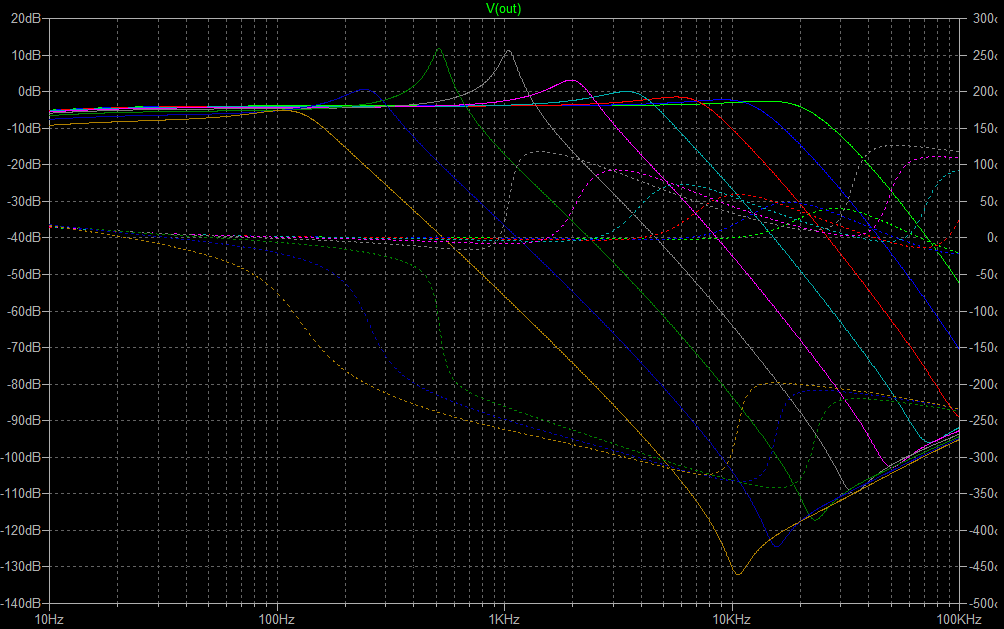 V(out)
20dB 300
10dB 250
0dB 200
-10dB 150
-20dB 100
-30dB 50
-40dB 0
-50dB -50
-60dB -100
-70dB -150
-80dB -200
-90dB -250
-100dB -300
-110dB -350
-120dB -400
-130dB -450
-140dB -500
10Hz 100Hz 1KHz 10KHz 100KHz